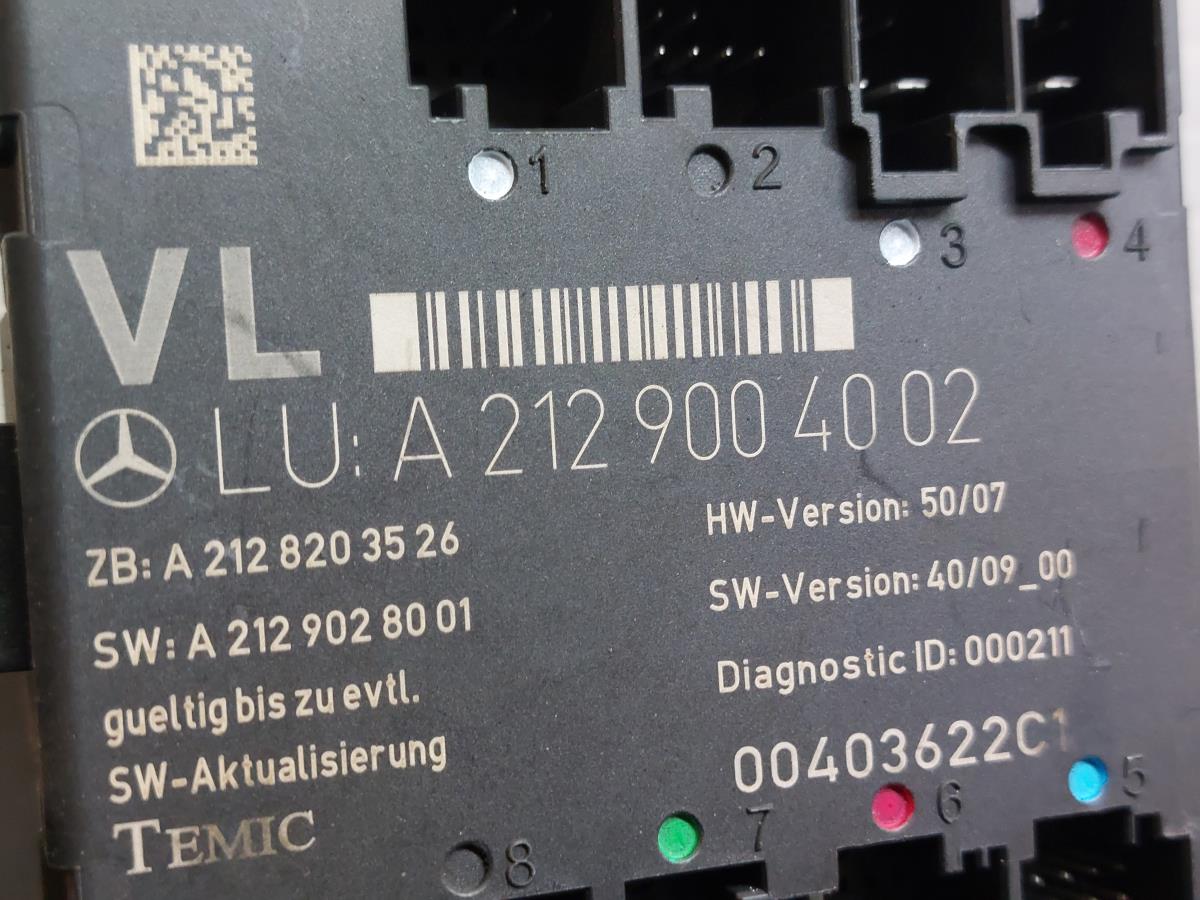 1 2
3 4
VL
LU: A 212 900 40 02
HW-Version: 50/07
ZB: A 212 820 35 26
SW-Version: 40/09_00
SW: A 212 902 80 01
Diagnostic ID: 000211
gueltig bis zu evtl.
SW-Aktualisierung
00403622C1
TEMIC
8 7 6 5